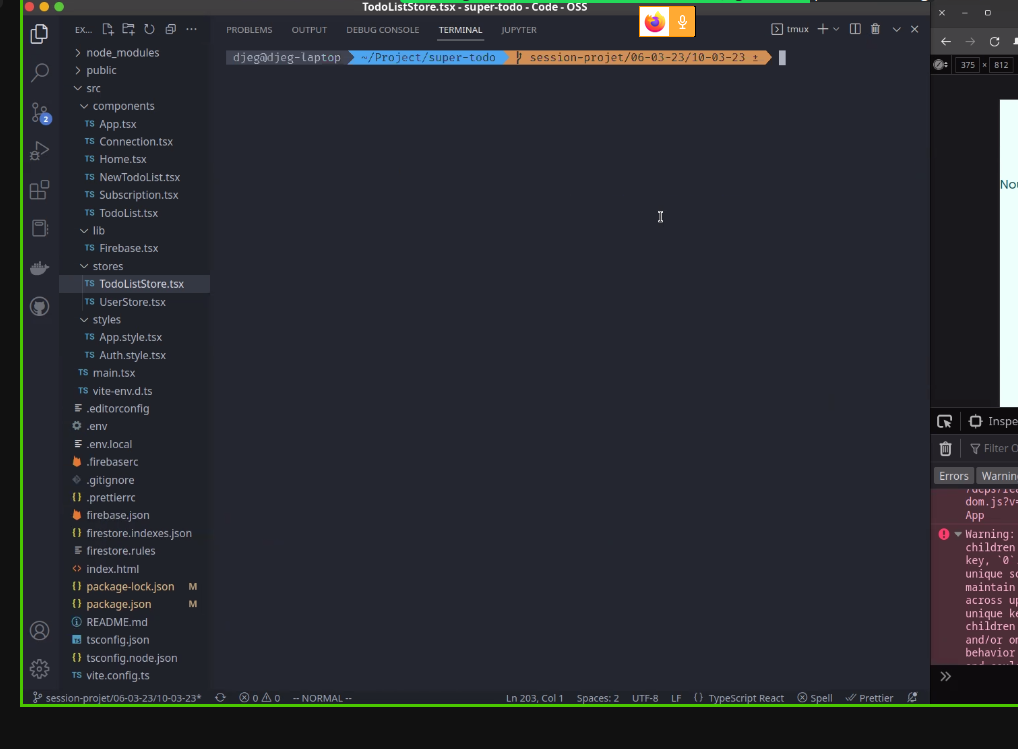 TodoListStore.tsx - super-todo - Code - OSS
EX... PROBLEMS OUTPUT DEBUG CONSOLE TERMINAL JUPYTER tmux
djeg@djeg-laptop ~/Project/super-todo session-projet/06-03-23/10-03-23 ±
node_modules
public
src
components
TS App.tsx
TS Connection.tsx
TS Home.tsx
TS NewTodoList.tsx
TS Subscription.tsx
TS TodoList.tsx
lib
TS Firebase.tsx
stores
TS TodoListStore.tsx
TS UserStore.tsx
styles
TS App.style.tsx
TS Auth.style.tsx
TS main.tsx
TS vite-env.d.ts
.editorconfig
.env
.env.local
.firebaserc
.gitignore
{} .prettierrc
firebase.json
{} firestore.indexes.json
firestore.rules
<> index.html
{} package-lock.json M
{} package.json M
README.md
tsconfig.json
{} tsconfig.node.json
TS vite.config.ts
2
session-projet/06-03-23/10-03-23* 0 0 -- NORMAL -- Ln 203, Col 1 Spaces: 2 UTF-8 LF {} TypeScript React Spell Prettier
375 × 812
Nou
Inspe
Filter O
Errors Warnin
dom.js?v=
App
Warning:
children
key, `0`
unique so
maintain
across up
unique ke
children
and/or om
behavior